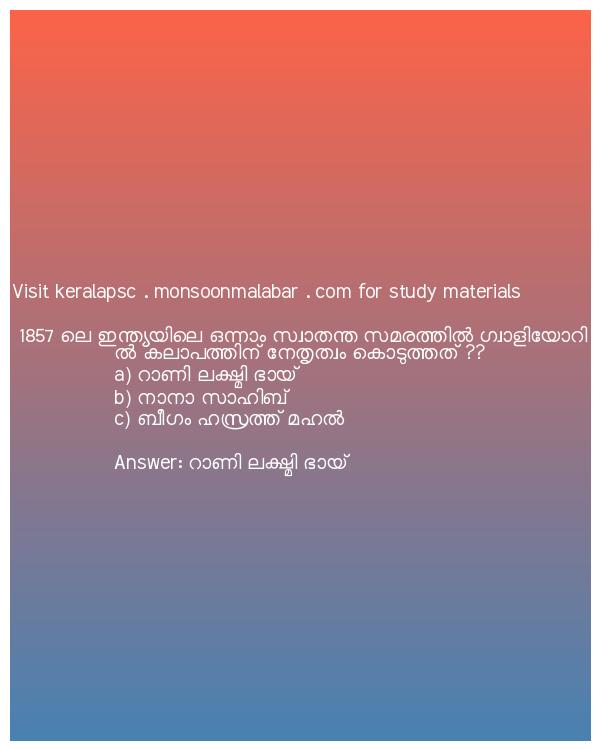 Visit keralapsc . monsoonmalabar . com for study materials
1857 ലെ ഇന്ത്യയിലെ ഒന്നാം സ്വാതന്ത സമരത്തിൽ ഗ്വാളിയോറി
ൽ കലാപത്തിന് നേതൃത്വം കൊടുത്തത് ??
a) റാണി ലക്ഷ്മി ഭായ്
b) നാനാ സാഹിബ്
c) ബീഗം ഹസ്രത്ത് മഹൽ
Answer: റാണി ലക്ഷ്മി ഭായ്